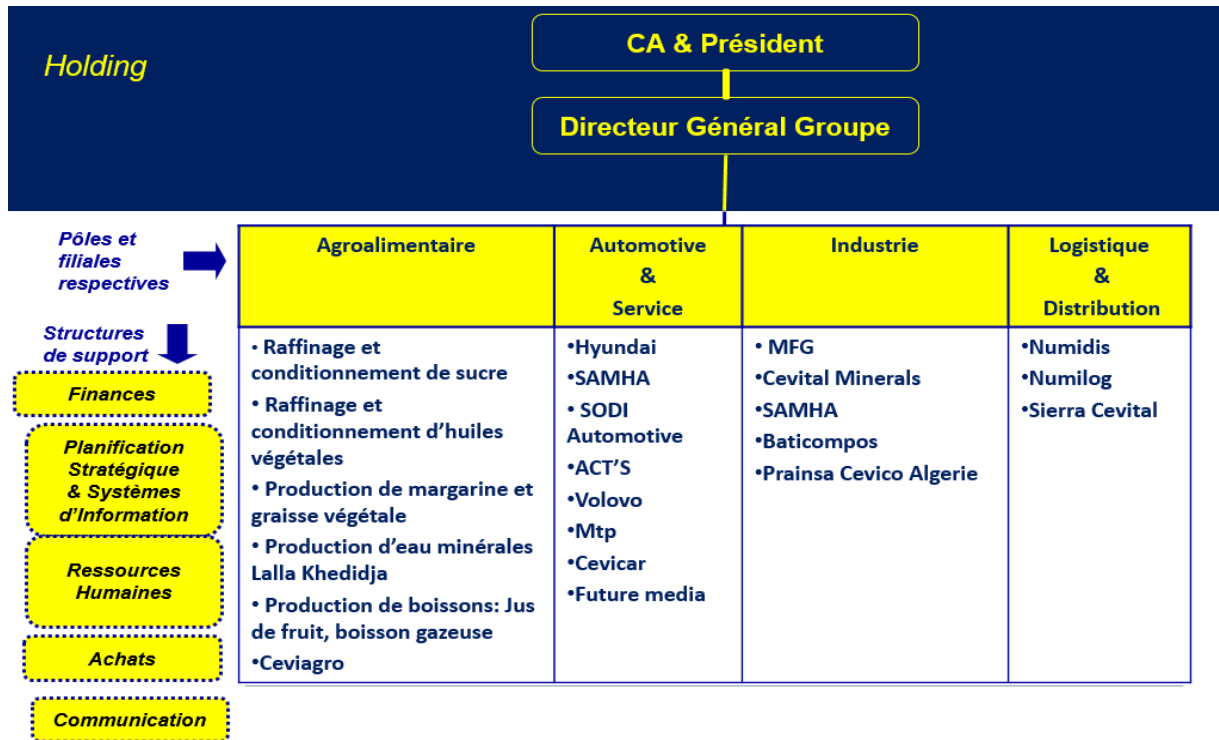 Holding
CA & Président
Directeur Général Groupe
Pôles et
filiales
respectives
Structures
de support
Finances
Planification
Stratégique
& Systèmes
d'Information
Ressources
Humaines
Achats
Communication
Agroalimentaire
• Raffinage et
conditionnement de sucre
• Raffinage et
conditionnement d'huiles
végétales
• Production de margarine et
graisse végétale
• Production d'eau minérales
Lalla Khedidja
• Production de boissons: Jus
de fruit, boisson gazeuse
•Ceviagro
Automotive
&
Service
•Hyundai
•SAMHA
• SODI
Automotive
•ACT'S
•Volovo
•Mtp
•Cevicar
•Future media
Industrie
• MFG
•Cevital Minerals
•SAMHA
•Baticompos
•Prainsa Cevico Algerie
Logistique
&
Distribution
•Numidis
•Numilog
•Sierra Cevital